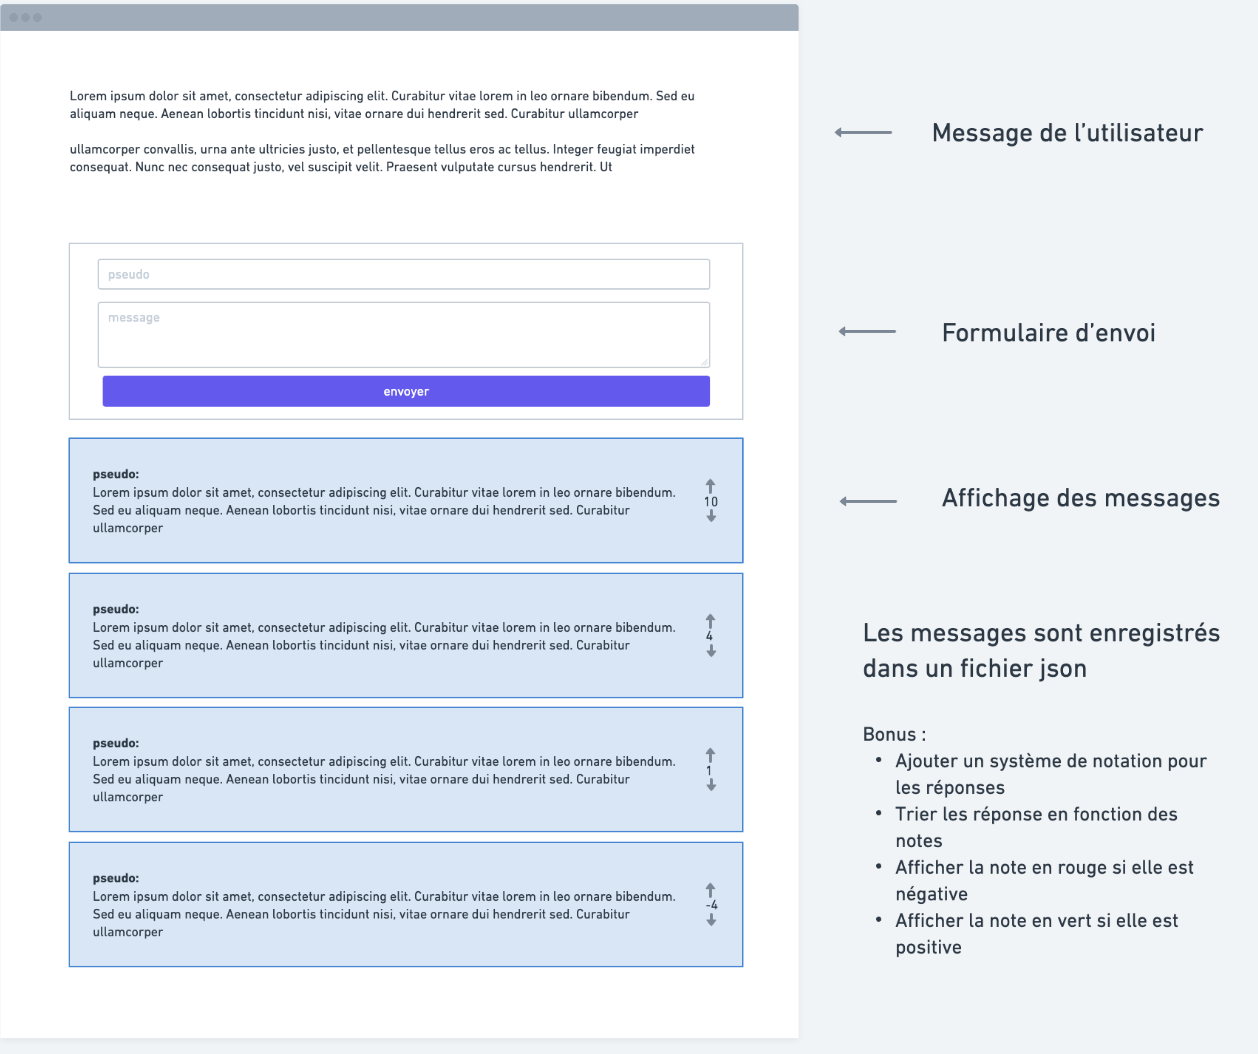 Lorem ipsum dolor sit amet, consectetur adipiscing elit. Curabitur vitae lorem in leo ornare bibendum. Sed eu
aliquam neque. Aenean lobortis tincidunt nisi, vitae ornare dui hendrerit sed. Curabitur ullamcorper
ullamcorper convallis, urna ante ultricies justo, et pellentesque tellus eros ac tellus. Integer feugiat imperdiet
consequat. Nunc nec consequat justo, vel suscipit velit. Praesent vulputate cursus hendrerit. Ut
Message de l'utilisateur
pseudo
message
envoyer
Formulaire d'envoi
pseudo:
Lorem ipsum dolor sit amet, consectetur adipiscing elit. Curabitur vitae lorem in leo ornare bibendum.
Sed eu aliquam neque. Aenean lobortis tincidunt nisi, vitae ornare dui hendrerit sed. Curabitur
ullamcorper
10
Affichage des messages
pseudo:
Lorem ipsum dolor sit amet, consectetur adipiscing elit. Curabitur vitae lorem in leo ornare bibendum.
Sed eu aliquam neque. Aenean lobortis tincidunt nisi, vitae ornare dui hendrerit sed. Curabitur
ullamcorper
4
pseudo:
Lorem ipsum dolor sit amet, consectetur adipiscing elit. Curabitur vitae lorem in leo ornare bibendum.
Sed eu aliquam neque. Aenean lobortis tincidunt nisi, vitae ornare dui hendrerit sed. Curabitur
ullamcorper
1
pseudo:
Lorem ipsum dolor sit amet, consectetur adipiscing elit. Curabitur vitae lorem in leo ornare bibendum.
Sed eu aliquam neque. Aenean lobortis tincidunt nisi, vitae ornare dui hendrerit sed. Curabitur
ullamcorper
-4
Les messages sont enregistrés
dans un fichier json
Bonus :
• Ajouter un système de notation pour
les réponses
• Trier les réponse en fonction des
notes
• Afficher la note en rouge si elle est
négative
• Afficher la note en vert si elle est
positive